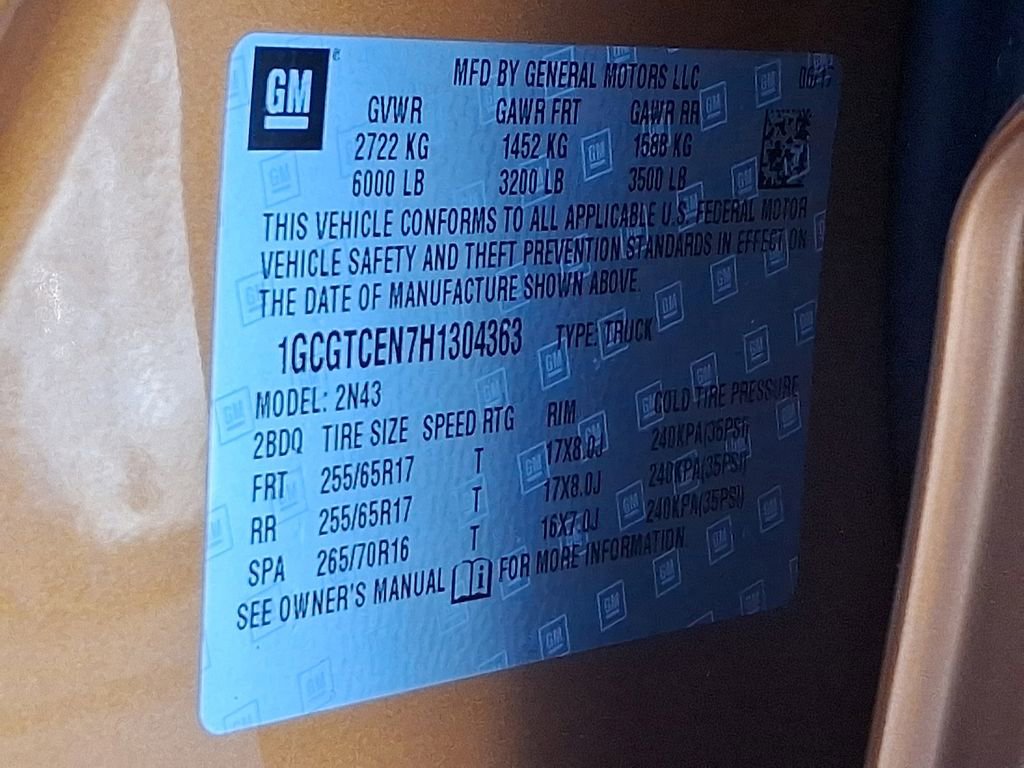 GM
MFD BY GENERAL MOTORS LLC 06/17
GVWR GAWR FRT GAWR RR
2722 KG 1452 KG 1588 KG
6000 LB 3200 LB 3500 LB
THIS VEHICLE CONFORMS TO ALL APPLICABLE U.S. FEDERAL MOTOR
VEHICLE SAFETY AND THEFT PREVENTION STANDARDS IN EFFECT ON
THE DATE OF MANUFACTURE SHOWN ABOVE.
1GCGTCEN7H1304363 TYPE: TRUCK
MODEL: 2N43
2BDQ TIRE SIZE SPEED RTG RIM COLD TIRE PRESSURE
FRT 255/65R17 T 17X8.0J 240KPA(35PSI)
RR 255/65R17 T 17X8.0J 240KPA(35PSI)
SPA 265/70R16 T 16X7.0J 240KPA(35PSI)
SEE OWNER'S MANUAL FOR MORE INFORMATION